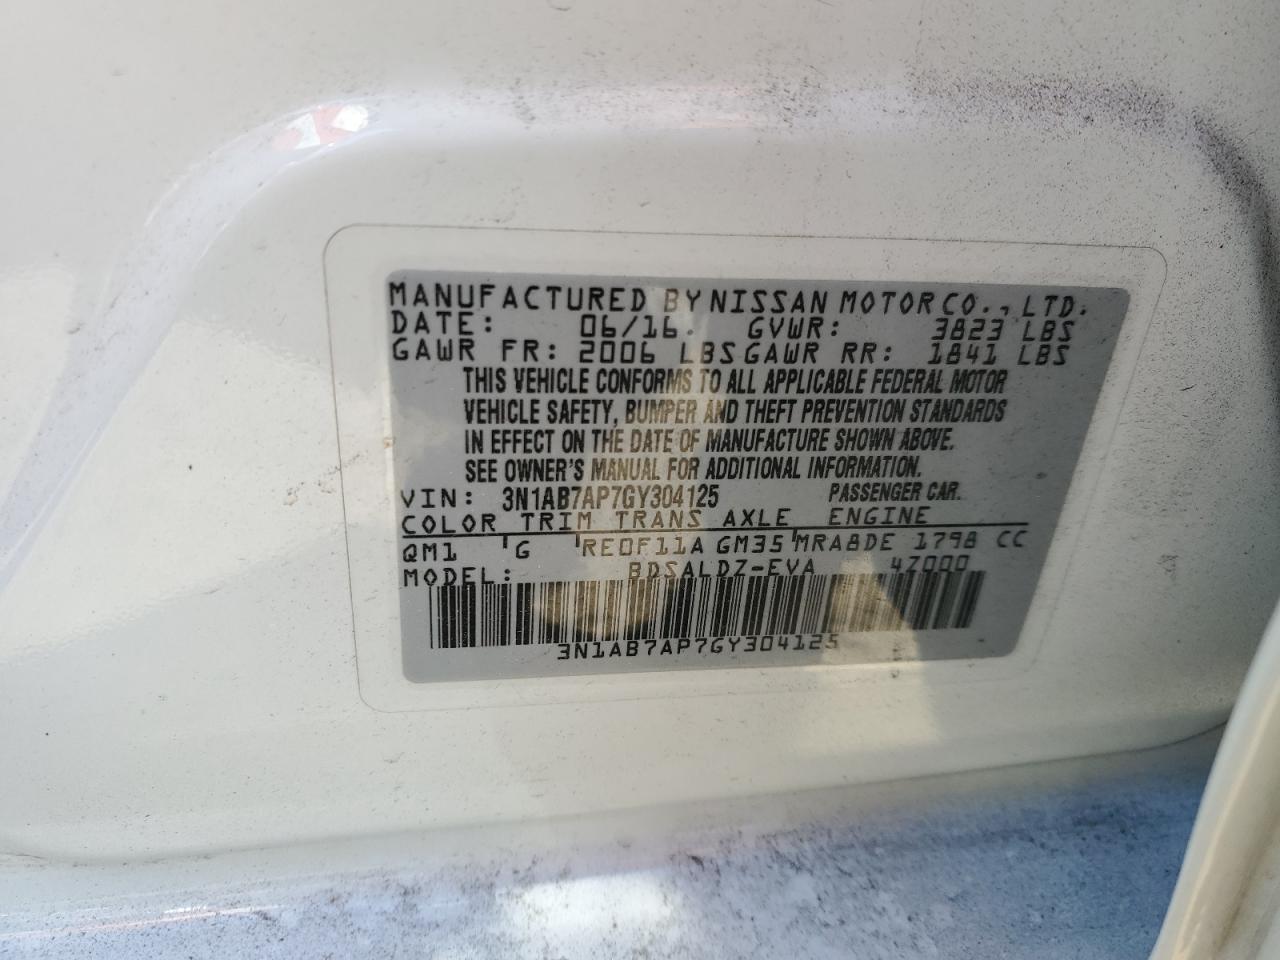 MANUFACTURED BY NISSAN MOTOR CO., LTD.
DATE: 06/16. GVWR: 3823 LBS
GAWR FR: 2006 LBS GAWR RR: 1841 LBS
THIS VEHICLE CONFORMS TO ALL APPLICABLE FEDERAL MOTOR
VEHICLE SAFETY, BUMPER AND THEFT PREVENTION STANDARDS
IN EFFECT ON THE DATE OF MANUFACTURE SHOWN ABOVE.
SEE OWNER'S MANUAL FOR ADDITIONAL INFORMATION.
VIN: 3N1AB7AP7GY304125 PASSENGER CAR.
COLOR TRIM TRANS AXLE ENGINE
QM1 G RE0F11A GM35 MRA8DE 1798 CC
MODEL: BDSALDZ-EVA 4Z000
3N1AB7AP7GY304125